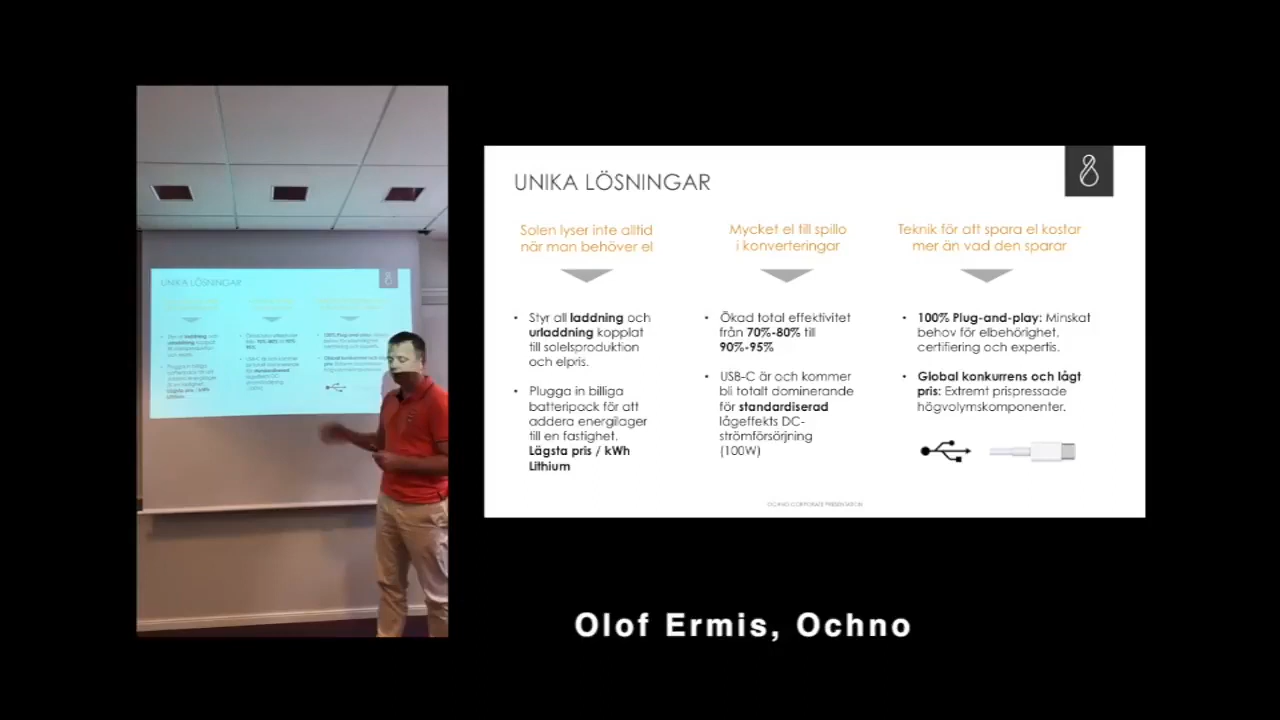 UNIKA LÖSNINGAR
Solen lyser inte alltid
när man behöver el
• Styr all laddning och
urladdning kopplat
till solelsproduktion
och elpris.
• Plugga in billiga
batteripack för att
addera energilager
till en fastighet.
Lägsta pris / kWh
Lithium
Mycket el till spillo
i konverteringar
• Ökad total effektivitet
från 70%-80% till
90%-95%
• USB-C är och kommer
bli totalt dominerande
för standardiserad
lågeffekts DC-
strömförsörjning
(100W)
Teknik för att spara el kostar
mer än vad den sparar
• 100% Plug-and-play: Minskat
behov för elbehörighet,
certifiering och expertis.
• Global konkurrens och lågt
pris: Extremt prispressade
högvolymskomponenter.
OCHNO CORPORATE PRESENTATION
UNIKA LÖSNINGAR
Olof Ermis, Ochno